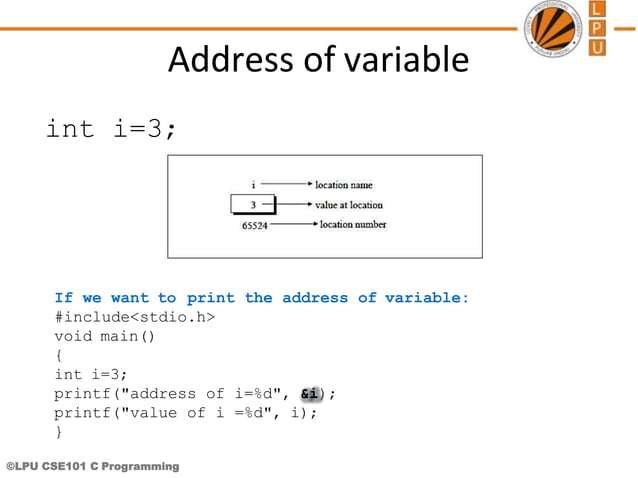 L
P
U
Address of variable
int i=3;
i location name
3 value at location
65524 location number
If we want to print the address of variable:
#include<stdio.h>
void main()
{
int i=3;
printf("address of i=%d", &i);
printf("value of i =%d", i);
}
©LPU CSE101 C Programming